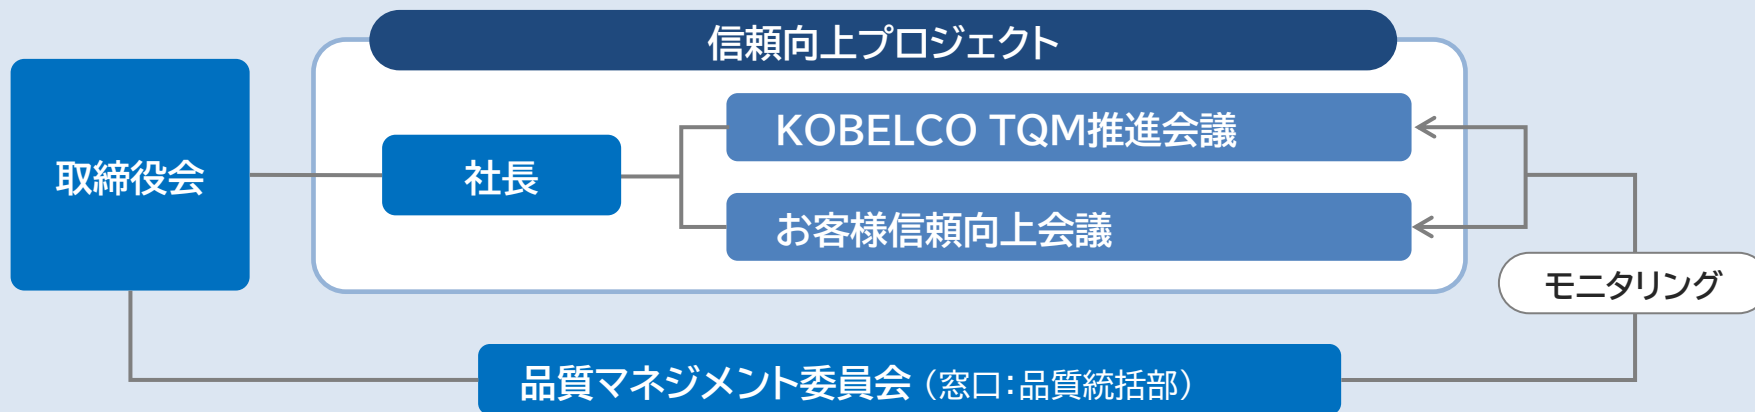 信頼向上プロジェクト
取締役会
社長
KOBELCO TQM推進会議
お客様信頼向上会議
モニタリング
品質マネジメント委員会（窓口：品質統括部）